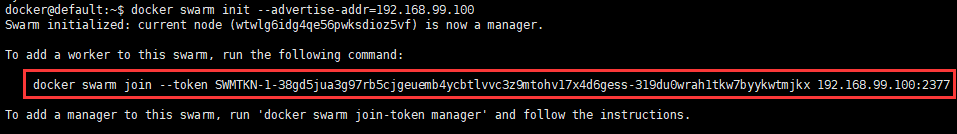 docker@default:~$ docker swarm init --advertise-addr=192.168.99.100
Swarm initialized: current node (wtwlg6idg4qe56pwksdioz5vf) is now a manager.
To add a worker to this swarm, run the following command:
docker swarm join --token SWMTKN-1-38gd5jua3g97rb5cjgeuemb4ycbtlvvc3z9mtohv17x4d6gess-319du0wrah1tkw7byykwtmjkx 192.168.99.100:2377
To add a manager to this swarm, run 'docker swarm join-token manager' and follow the instructions.